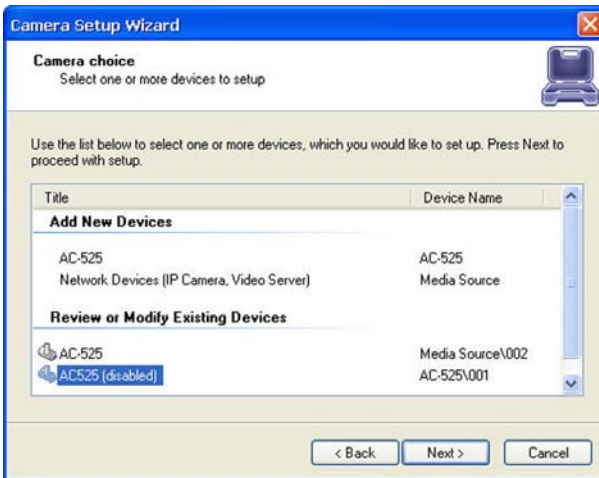 Camera Setup Wizard
Camera choice
Select one or more devices to setup
Use the list below to select one or more devices, which you would like to set up. Press Next to
proceed with setup.
Title Device Name
Add New Devices
AC-525 AC-525
Network Devices (IP Camera, Video Server) Media Source
Review or Modify Existing Devices
AC-525 Media Source\002
AC525 (disabled) AC-525\001
< Back Next > Cancel